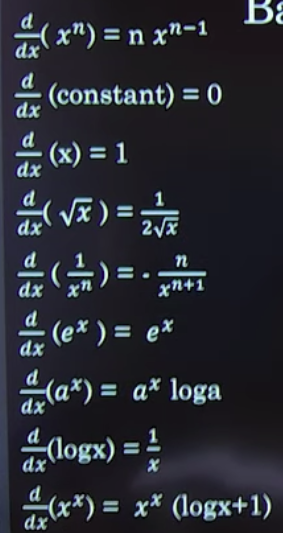 Ba
d/dx( xⁿ) = n xⁿ⁻¹
d/dx (constant) = 0
d/dx (x) = 1
d/dx( √x ) = 1/2√x
d/dx ( 1/xⁿ ) = - n/xⁿ⁺¹
d/dx (eˣ ) = eˣ
d/dx(aˣ) = aˣ loga
d/dx(logx) = 1/x
d/dx(xˣ) = xˣ (logx+1)